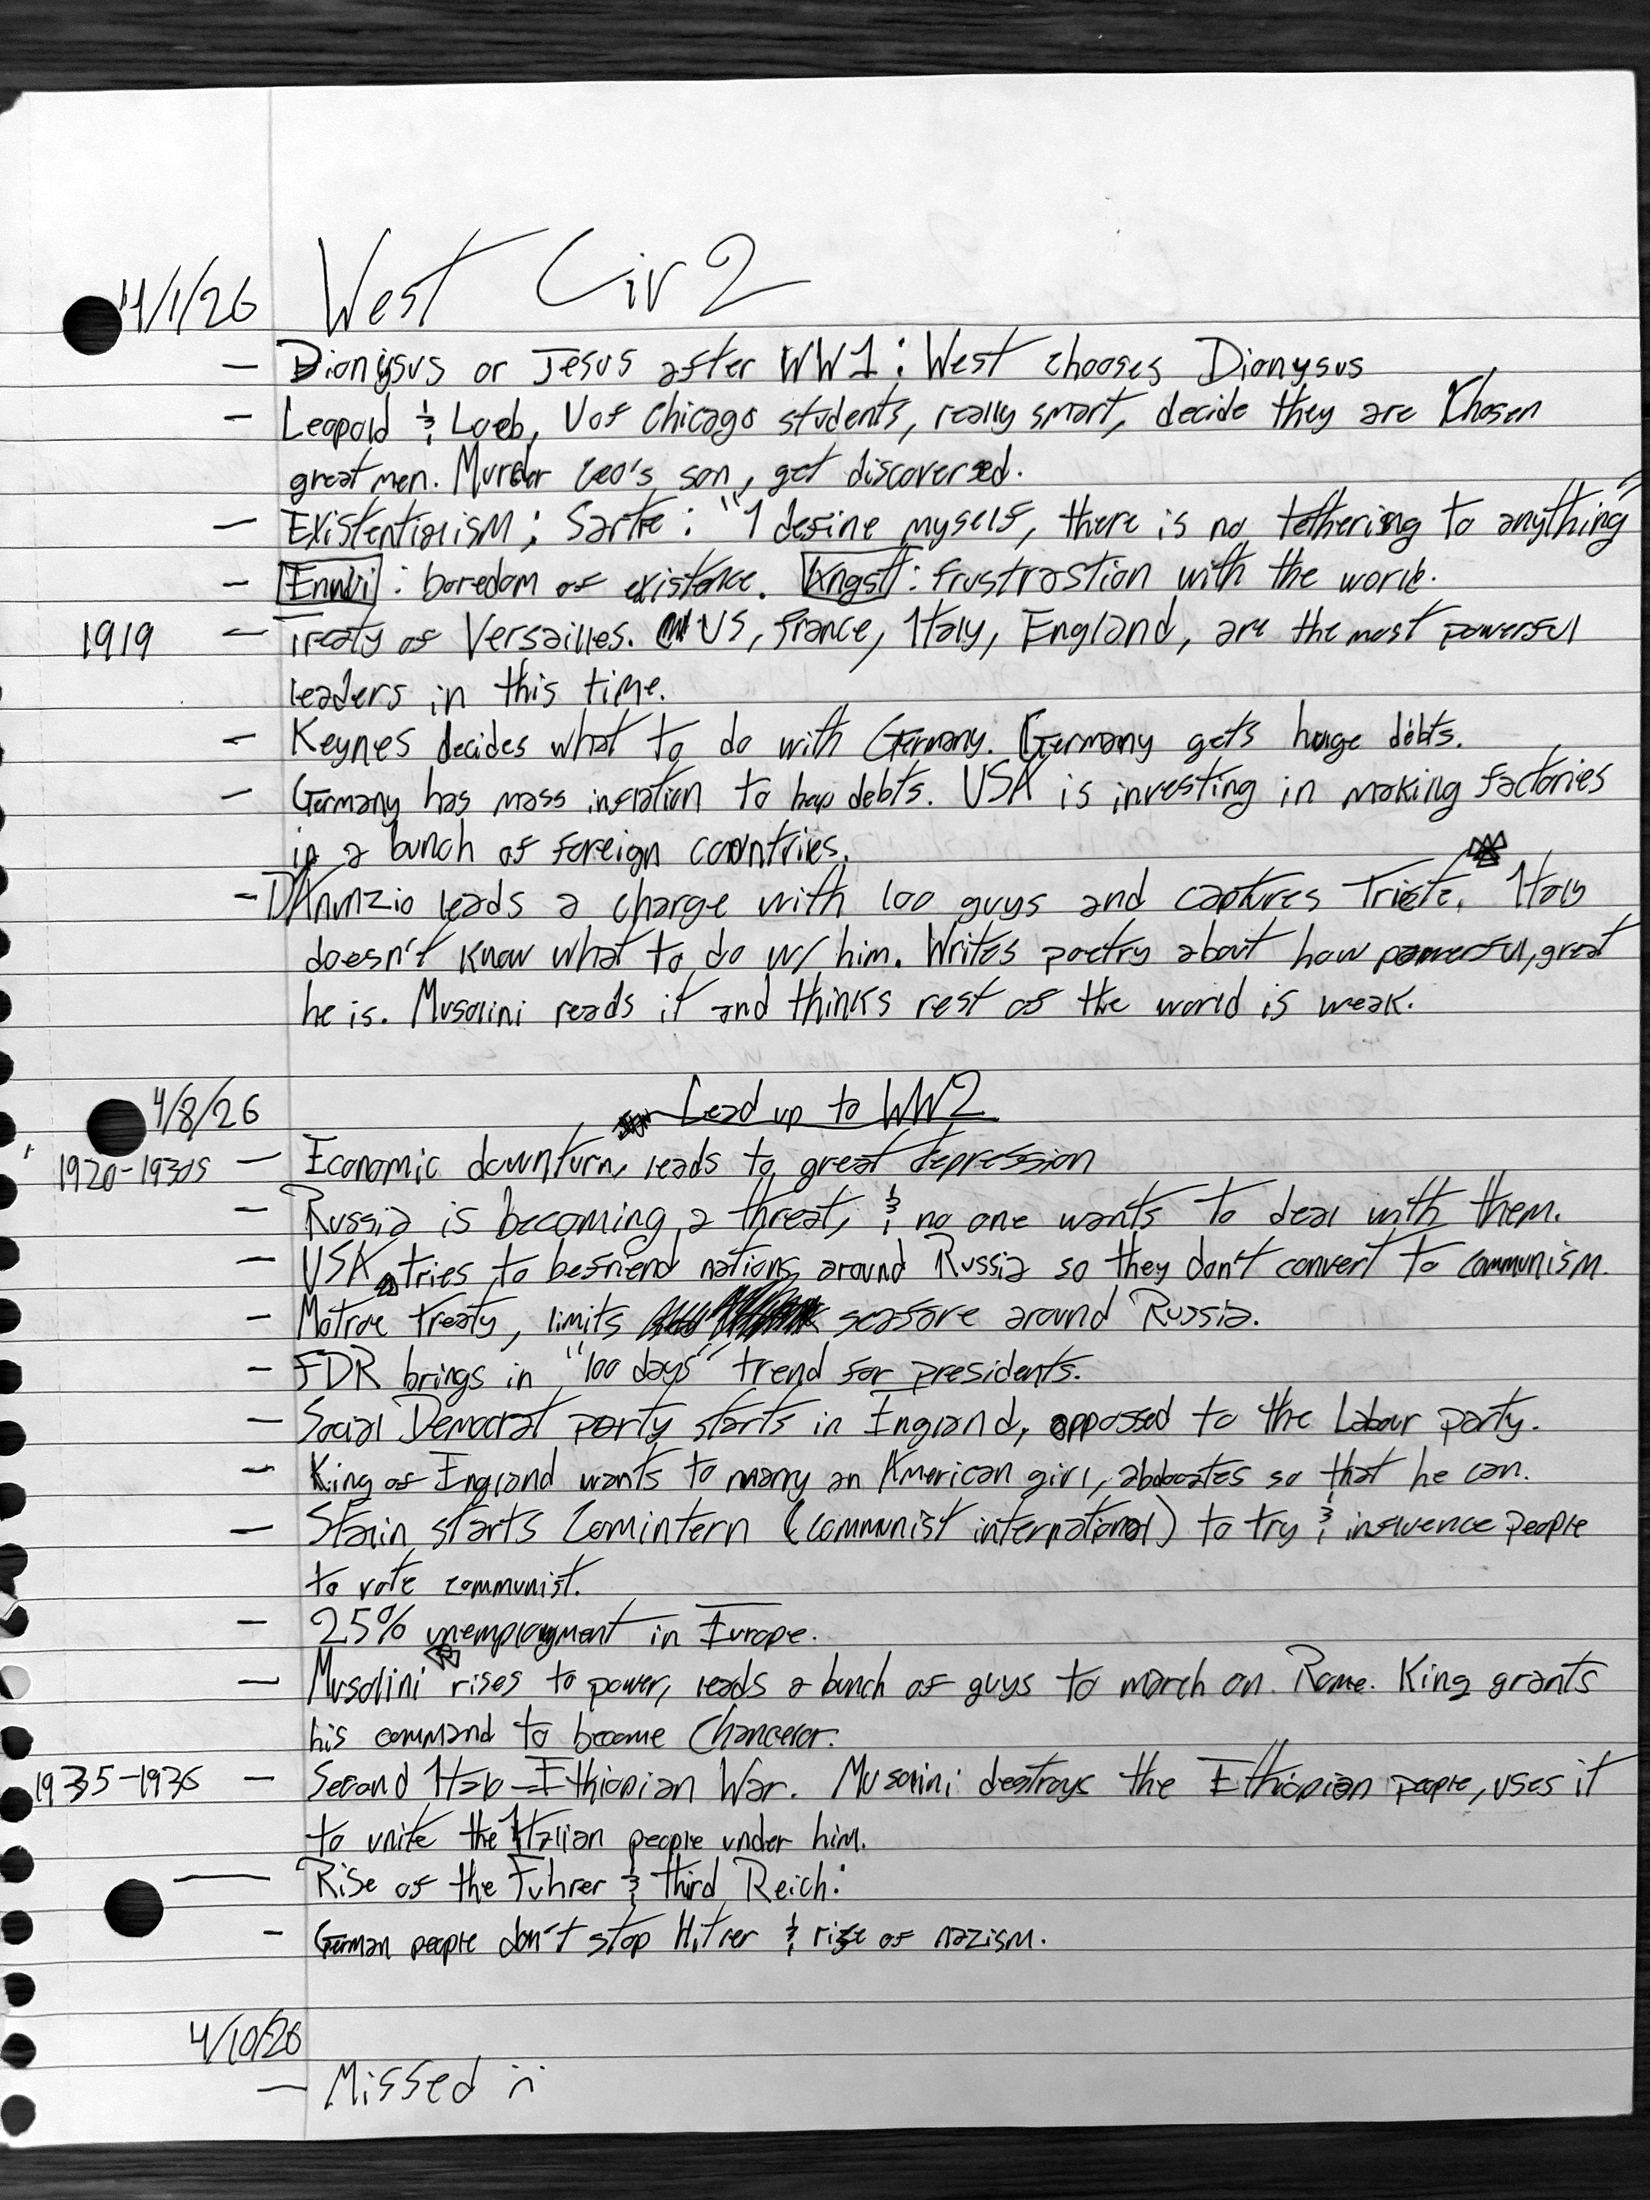 4/1/26 West Civ 2
- Dionysus or Jesus after WW1: West chooses Dionysus
- Leopold & Loeb, U of Chicago students, really smart, decide they are Chosen
great men. Murder Leo's son, get discovered.
- Existentialism: Sartre: "I define myself, there is no tethering to anything"
- Ennui: boredom of existence. Angst: frustrastion with the world.
1919 - Treaty of Versailles. US, France, Italy, England, are the most powerful
leaders in this time.
- Keynes decides what to do with Germany. Germany gets huge debts.
- Germany has mass inflation to debts. USA is investing in making factories
in a bunch of foreign countries.
- D'Anunzio leads a charge with 100 guys and captures Triete. Italy
doesn't know what to do w/ him. Writes poetry about how powerful, great
he is. Musolini reads it and thinks rest of the world is weak.
4/8/26 Lead up to WW2
1920-1930s - Economic downturn, leads to great depression
- Russia is becoming a threat, & no one wants to deal with them.
- USA tries to befriend nations around Russia so they don't convert to communism.
- Motroe treaty, limits seafare around Russia.
- FDR brings in "100 days" trend for presidents.
- Social Democrat party starts in England, opposed to the Labour party.
- King of England wants to marry an American girl, abdocates so that he can.
- Stalin starts Comintern (communist international) to try & influence people
to vote communist.
- 25% unemployment in Europe.
- Musolini rises to power, leads a bunch of guys to march on Rome. King grants
his command to become Chancelor.
1935-1936 - Second Italo-Ethiopian War. Musolini destroys the Ethiopian people, uses it
to unite the Italian people under him.
- Rise of the Fuhrer & Third Reich:
- German people don't stop Hitler & rise of nazism.
4/10/26
- Missed :(